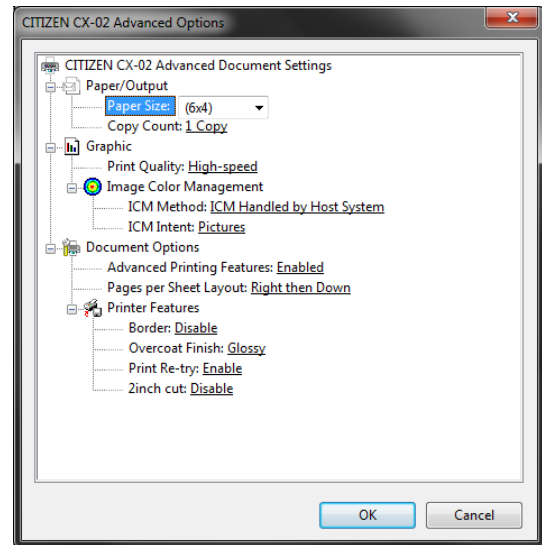 CITIZEN CX-02 Advanced Options
CITIZEN CX-02 Advanced Document Settings
Paper/Output
Paper Size: (6x4)
Copy Count: 1 Copy
Graphic
Print Quality: High-speed
Image Color Management
ICM Method: ICM Handled by Host System
ICM Intent: Pictures
Document Options
Advanced Printing Features: Enabled
Pages per Sheet Layout: Right then Down
Printer Features
Border: Disable
Overcoat Finish: Glossy
Print Re-try: Enable
2inch cut: Disable
OK Cancel